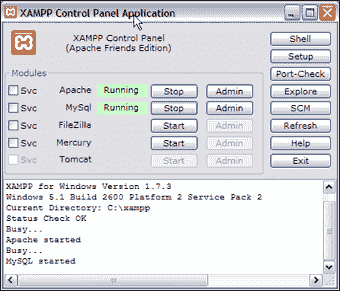 XAMPP Control Panel Application
XAMPP Control Panel
(Apache Friends Edition)
Shell
Setup
Modules
Port-Check
Svc Apache Running Stop Admin Explore
Svc MySql Running Stop Admin SCM
Svc FileZilla Start Admin Refresh
Svc Mercury Start Admin Help
Svc Tomcat Start Admin Exit
XAMPP for Windows Version 1.7.3
Windows 5.1 Build 2600 Platform 2 Service Pack 2
Current Directory: C:\xampp
Status Check OK
Busy...
Apache started
Busy...
MySQL started